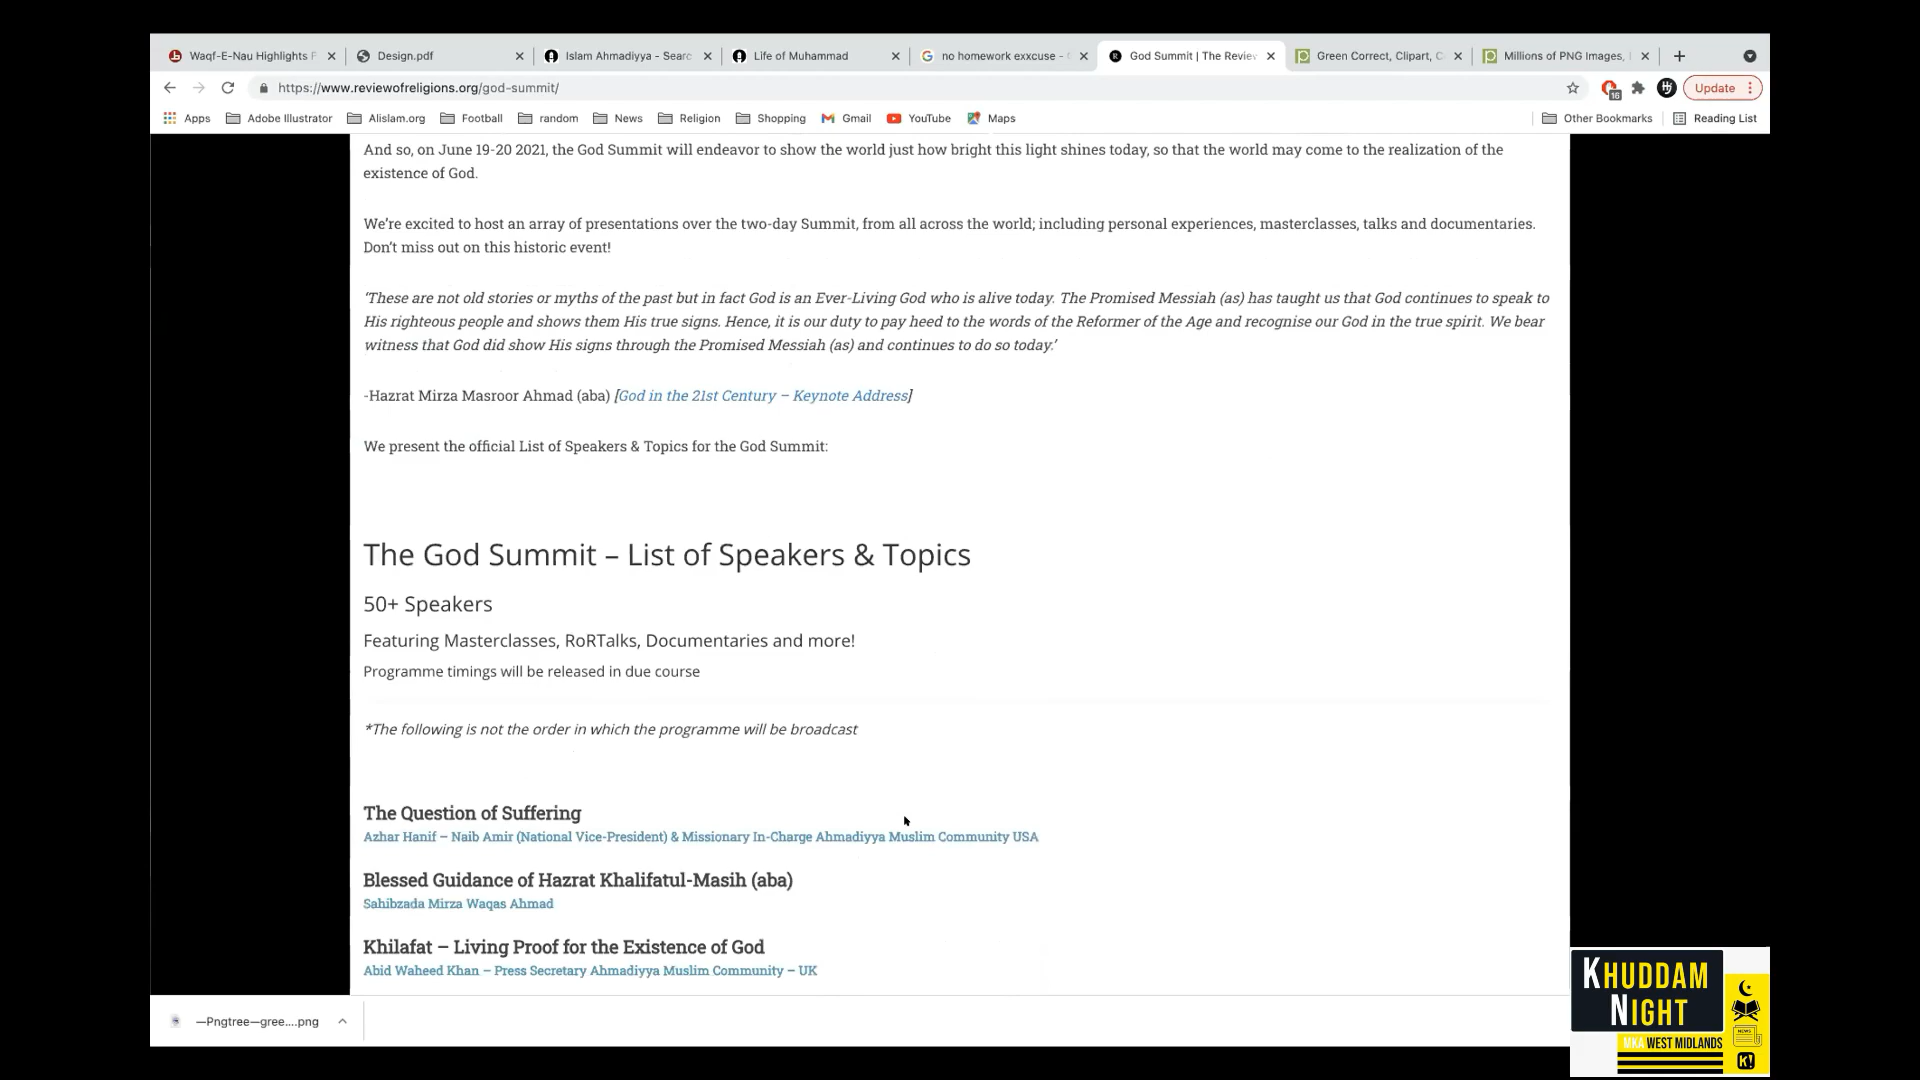 Waqf-E-Nau Highlights F
Design.pdf
Islam Ahmadiyya - Searc
Life of Muhammad
no homework exxcuse -
God Summit | The Review
Green Correct, Clipart, C
Millions of PNG Images,
https://www.reviewofreligions.org/god-summit/
16
Update
Apps
Adobe Illustrator
Alislam.org
Football
random
News
Religion
Shopping
Gmail
YouTube
Maps
Other Bookmarks
Reading List
And so, on June 19-20 2021, the God Summit will endeavor to show the world just how bright this light shines today, so that the world may come to the realization of the
existence of God.
We're excited to host an array of presentations over the two-day Summit, from all across the world; including personal experiences, masterclasses, talks and documentaries.
Don't miss out on this historic event!
'These are not old stories or myths of the past but in fact God is an Ever-Living God who is alive today. The Promised Messiah (as) has taught us that God continues to speak to
His righteous people and shows them His true signs. Hence, it is our duty to pay heed to the words of the Reformer of the Age and recognise our God in the true spirit. We bear
witness that God did show His signs through the Promised Messiah (as) and continues to do so today.'
-Hazrat Mirza Masroor Ahmad (aba) [God in the 21st Century – Keynote Address]
We present the official List of Speakers & Topics for the God Summit:
The God Summit – List of Speakers & Topics
50+ Speakers
Featuring Masterclasses, RoRTalks, Documentaries and more!
Programme timings will be released in due course
*The following is not the order in which the programme will be broadcast
The Question of Suffering
Azhar Hanif – Naib Amir (National Vice-President) & Missionary In-Charge Ahmadiyya Muslim Community USA
Blessed Guidance of Hazrat Khalifatul-Masih (aba)
Sahibzada Mirza Waqas Ahmad
Khilafat – Living Proof for the Existence of God
Abid Waheed Khan – Press Secretary Ahmadiyya Muslim Community – UK
—Pngtree—gree....png
KHUDDAM
NIGHT
MKA WEST MIDLANDS
NEWS
K!